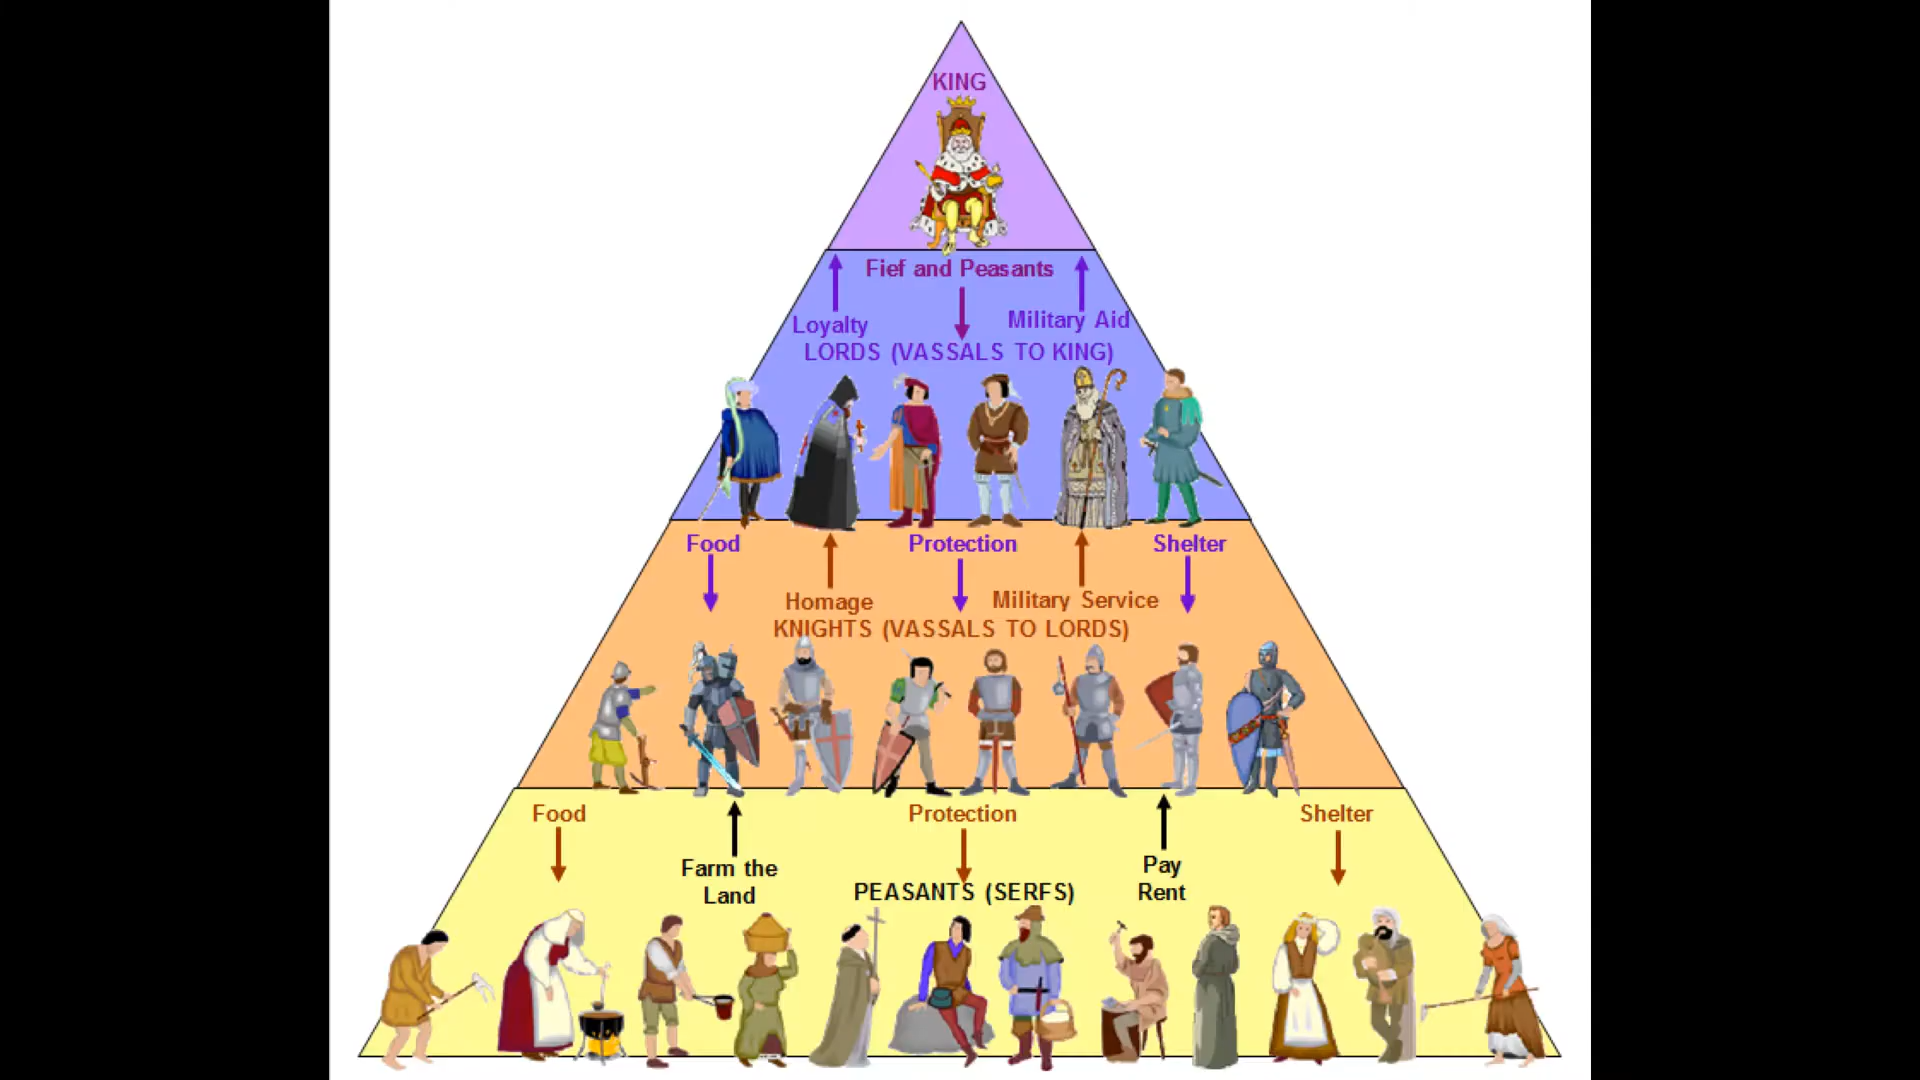 KING
Fief and Peasants
Loyalty
Military Aid
LORDS (VASSALS TO KING)
Food
Protection
Shelter
Homage
Military Service
KNIGHTS (VASSALS TO LORDS)
Food
Protection
Shelter
Farm the
Land
Pay
Rent
PEASANTS (SERFS)